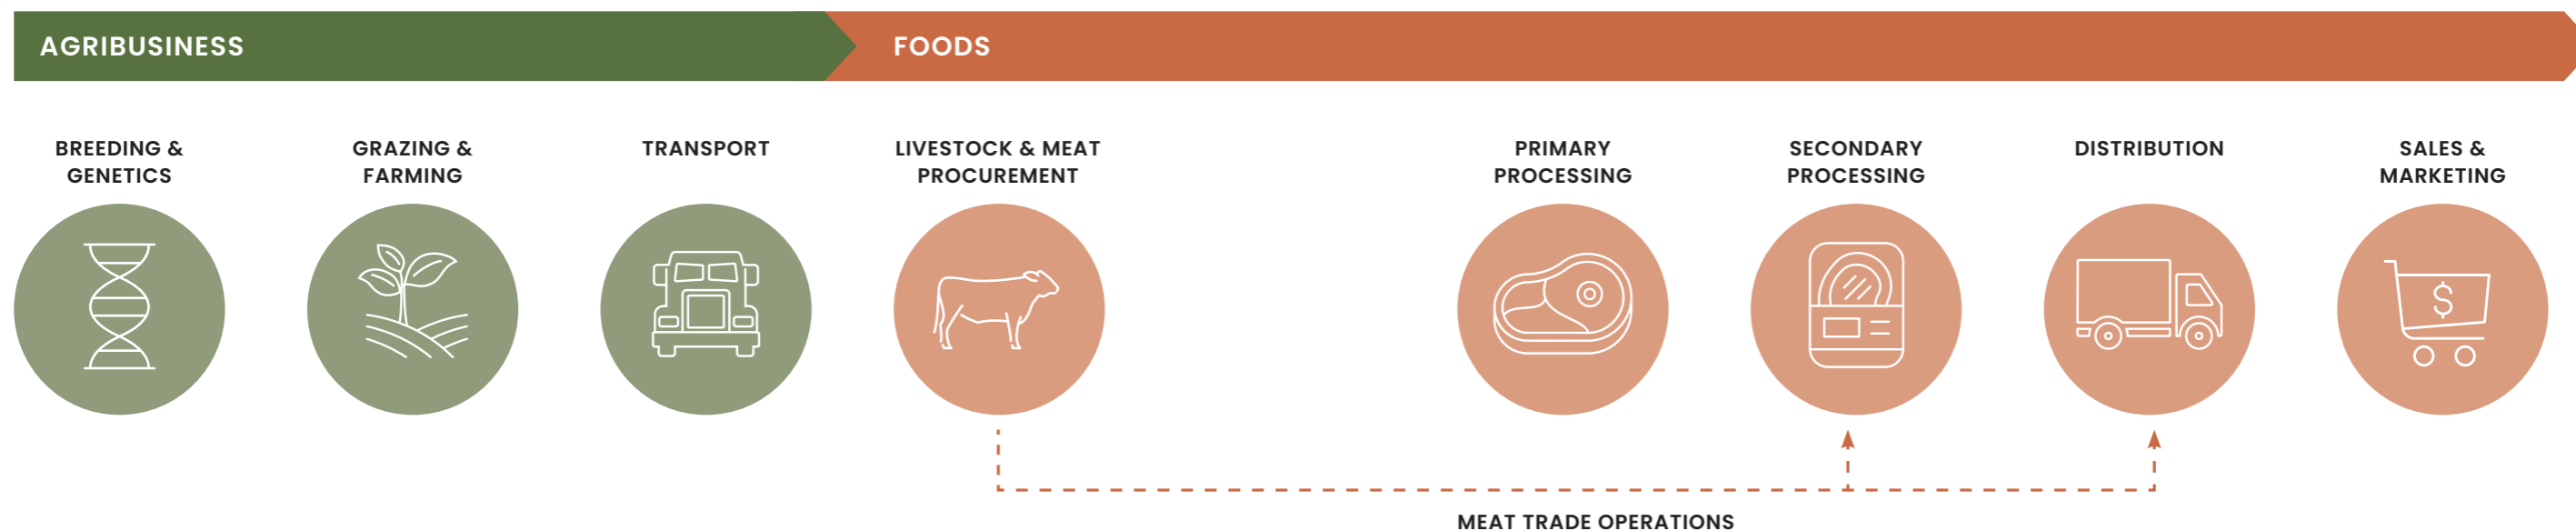 AGRIBUSINESS
FOODS
BREEDING &
GENETICS
GRAZING &
FARMING
TRANSPORT
LIVESTOCK & MEAT
PROCUREMENT
PRIMARY
PROCESSING
SECONDARY
PROCESSING
DISTRIBUTION
SALES &
MARKETING
$
MEAT TRADE OPERATIONS